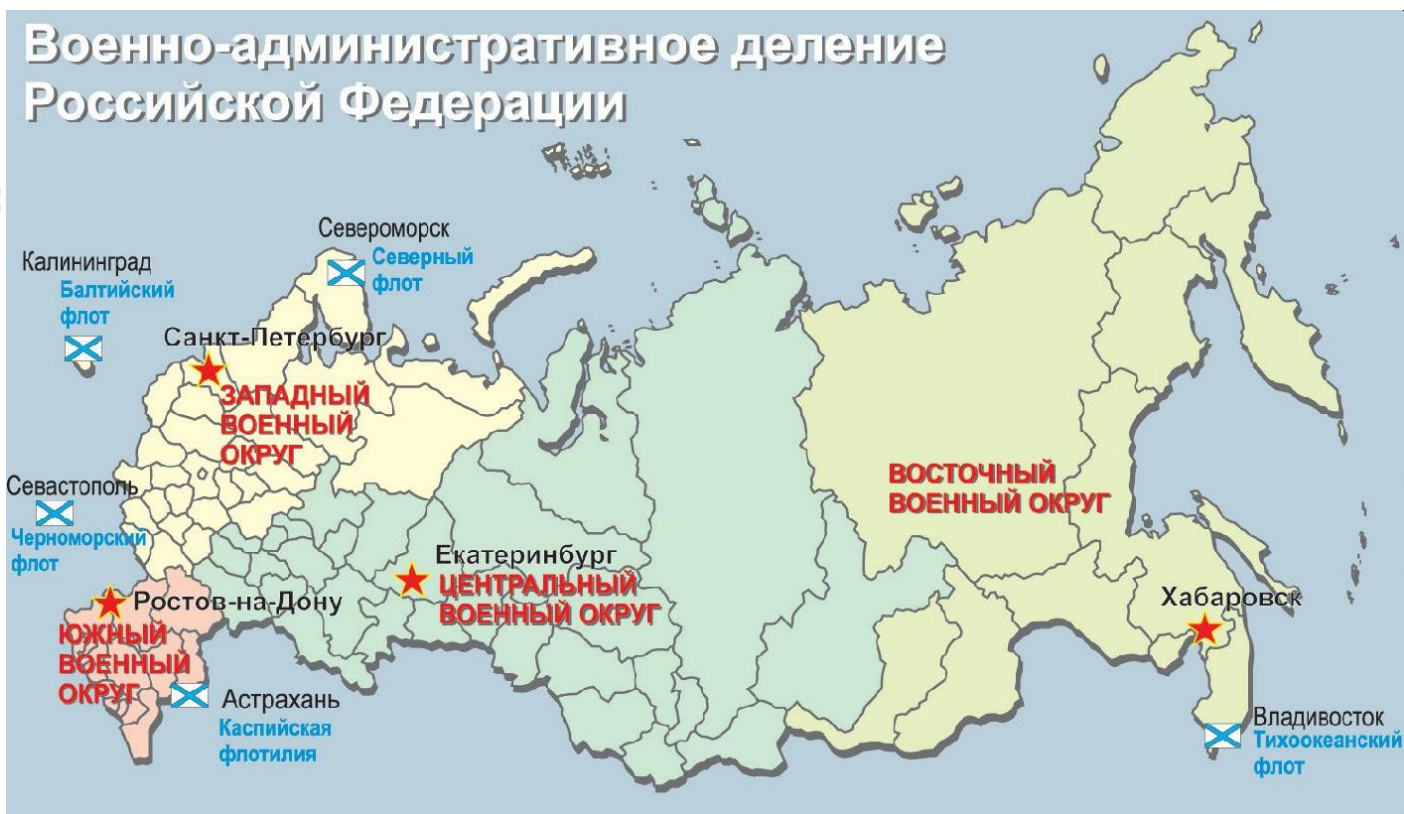 Военно-административное деление
Российской Федерации
Североморск
Северный
флот
Калининград
Балтийский
флот
Санкт-Петербург
ЗАПАДНЫЙ
ВОЕННЫЙ
ОКРУГ
Севастополь
Черноморский
флот
ВОСТОЧНЫЙ
ВОЕННЫЙ ОКРУГ
Екатеринбург
ЦЕНТРАЛЬНЫЙ
ВОЕННЫЙ ОКРУГ
Ростов-на-Дону
ЮЖНЫЙ
ВОЕННЫЙ
ОКРУГ
Хабаровск
Астрахань
Каспийская
флотилия
Владивосток
Тихоокеанский
флот